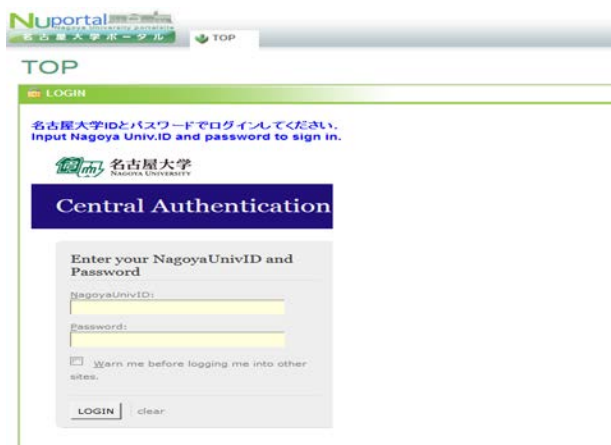 Nuportal
Nagoya University portalsite
名古屋大学ポータル
TOP
TOP
LOGIN
名古屋大学IDとパスワードでログインしてください.
Input Nagoya Univ.ID and password to sign in.
名古屋大学
NAGOYA UNIVERSITY
Central Authentication
Enter your NagoyaUnivID and
Password
NagoyaUnivID:
Password:
Warn me before logging me into other
sites.
LOGIN clear